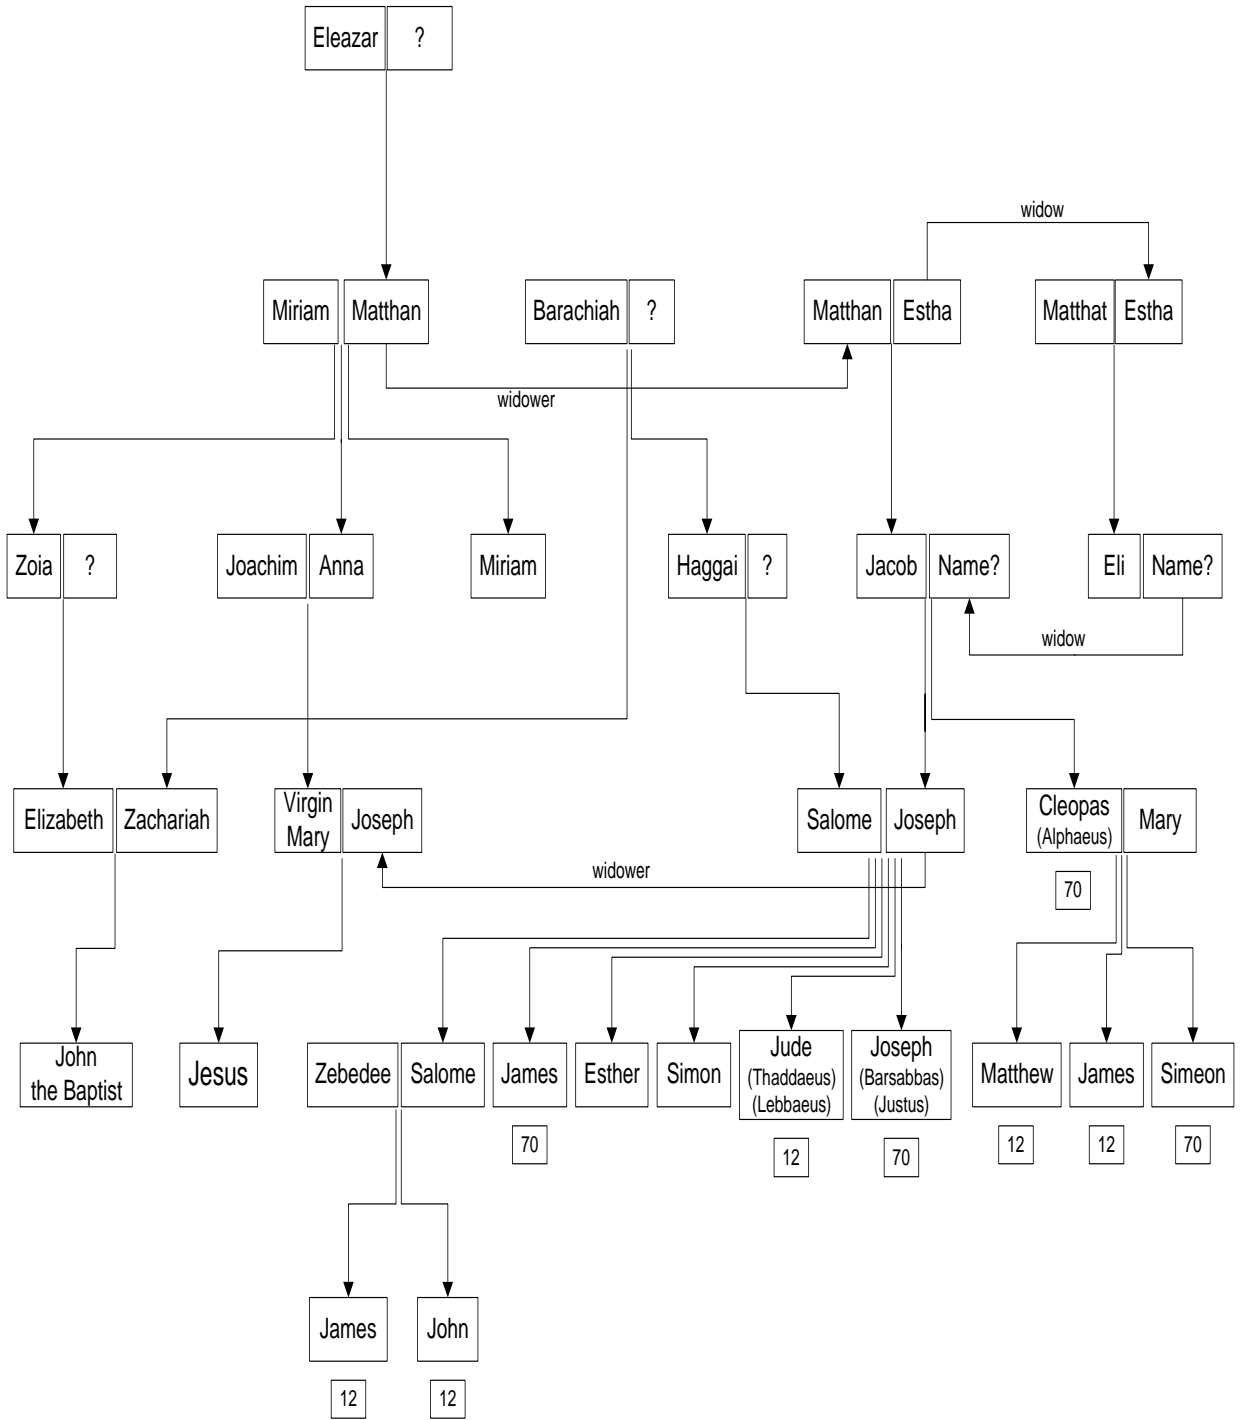 Eleazar
?
widow
Miriam
Matthan
Barachiah
?
Matthan
Estha
Matthat
Estha
widower
Zoia
?
Joachim
Anna
Miriam
Haggai
?
Jacob
Name?
Eli
Name?
widow
Elizabeth
Zachariah
Virgin
Mary
Joseph
Salome
Joseph
Cleopas
(Alphaeus)
Mary
widower
70
John
the Baptist
Jesus
Zebedee
Salome
James
Esther
Simon
Jude
(Thaddaeus)
(Lebbaeus)
Joseph
(Barsabbas)
(Justus)
Matthew
James
Simeon
70
12
70
12
12
70
James
John
12
12